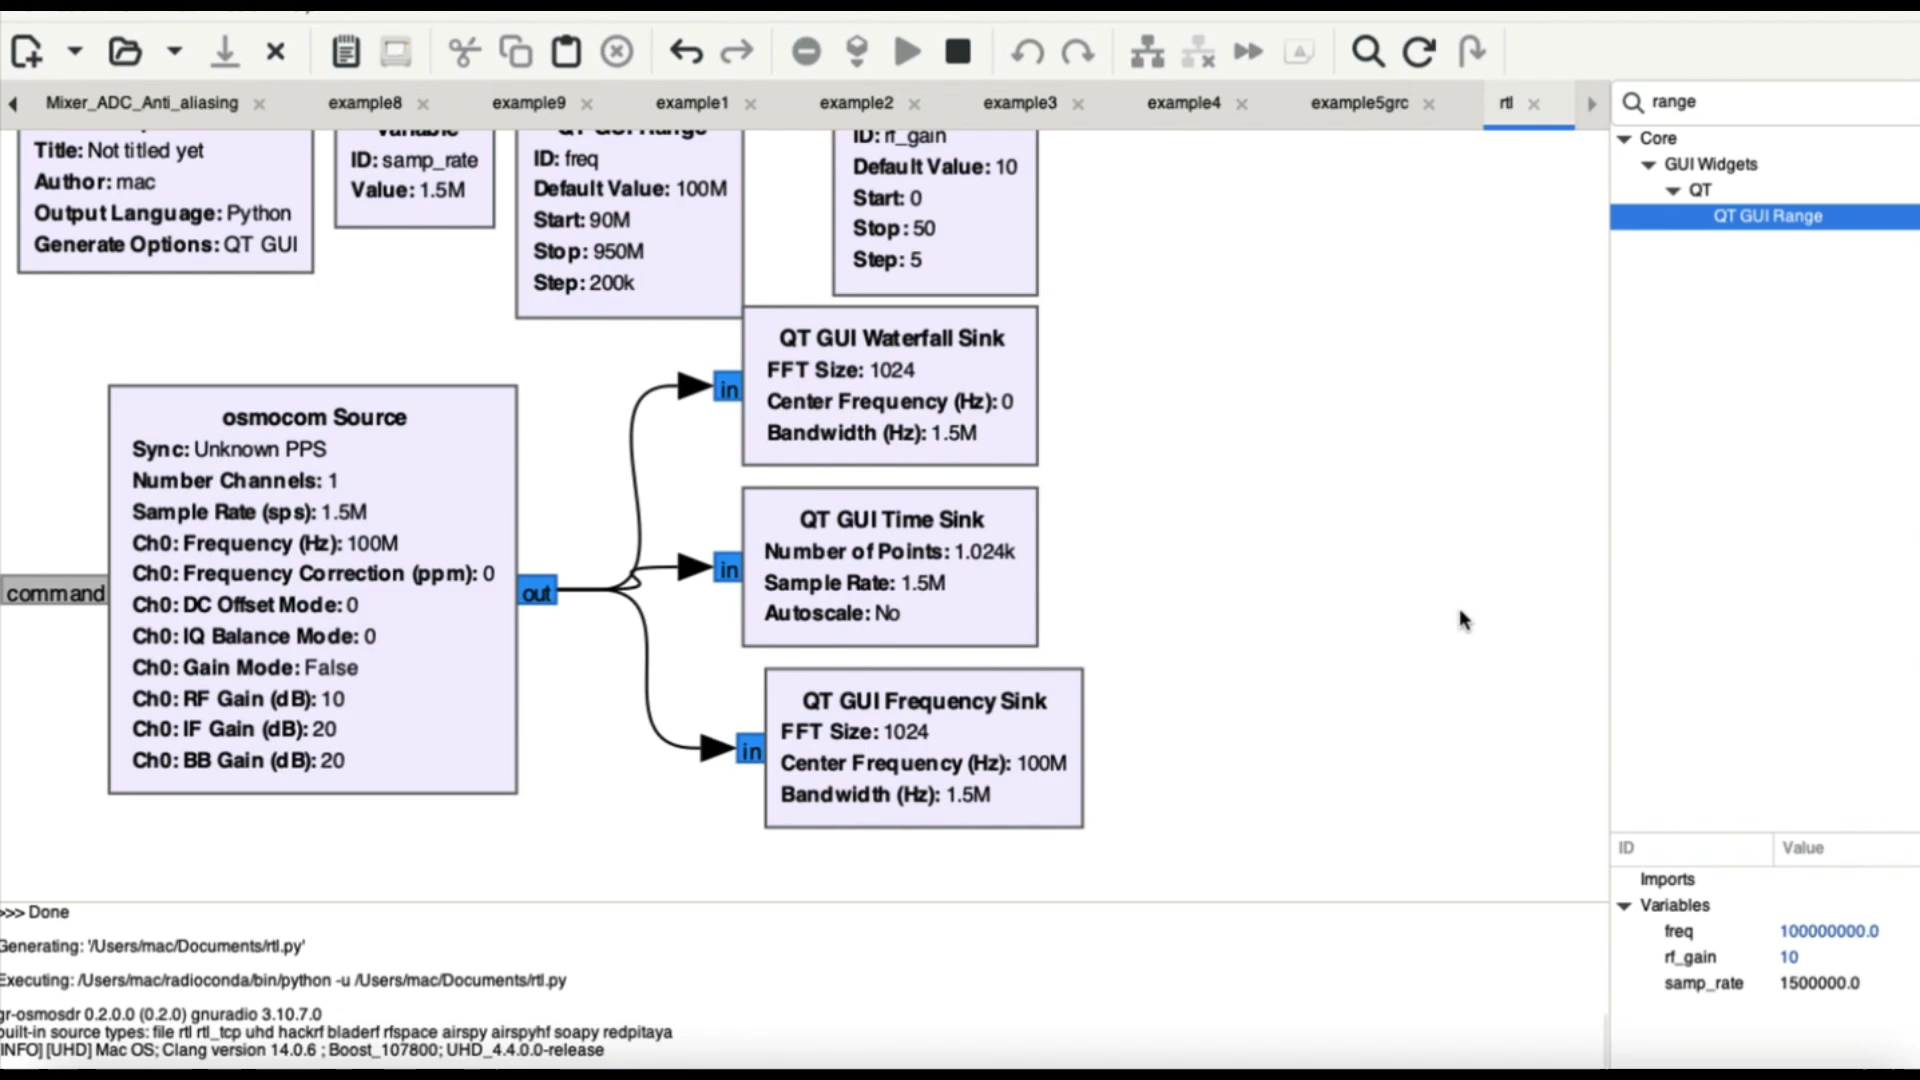 Mixer_ADC_Anti_aliasing
example8
example9
example1
example2
example3
example4
example5grc
rtl
range
Title: Not titled yet
Author: mac
Output Language: Python
Generate Options: QT GUI
Variable
ID: samp_rate
Value: 1.5M
QT GUI Range
ID: freq
Default Value: 100M
Start: 90M
Stop: 950M
Step: 200k
ID: rf_gain
Default Value: 10
Start: 0
Stop: 50
Step: 5
QT GUI Waterfall Sink
FFT Size: 1024
Center Frequency (Hz): 0
Bandwidth (Hz): 1.5M
in
osmocom Source
Sync: Unknown PPS
Number Channels: 1
Sample Rate (sps): 1.5M
Ch0: Frequency (Hz): 100M
Ch0: Frequency Correction (ppm): 0
Ch0: DC Offset Mode: 0
Ch0: IQ Balance Mode: 0
Ch0: Gain Mode: False
Ch0: RF Gain (dB): 10
Ch0: IF Gain (dB): 20
Ch0: BB Gain (dB): 20
command
out
QT GUI Time Sink
Number of Points: 1.024k
Sample Rate: 1.5M
Autoscale: No
in
QT GUI Frequency Sink
FFT Size: 1024
Center Frequency (Hz): 100M
Bandwidth (Hz): 1.5M
in
Core
GUI Widgets
QT
QT GUI Range
ID Value
Imports
Variables
freq 100000000.0
rf_gain 10
samp_rate 1500000.0
>>> Done
Generating: '/Users/mac/Documents/rtl.py'
Executing: /Users/mac/radioconda/bin/python -u /Users/mac/Documents/rtl.py
gr-osmosdr 0.2.0.0 (0.2.0) gnuradio 3.10.7.0
built-in source types: file rtl rtl_tcp uhd hackrf bladerf rfspace airspy airspyhf soapy redpitaya
[INFO] [UHD] Mac OS; Clang version 14.0.6 ; Boost_107800; UHD_4.4.0.0-release